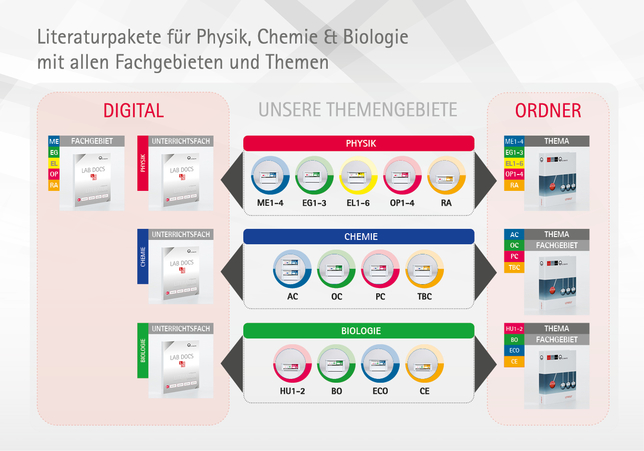 Literaturpakete für Physik, Chemie & Biologie
mit allen Fachgebieten und Themen
DIGITAL
UNSERE THEMENGEBIETE
ORDNER
ME
EG
EL
OP
RA
FACHGEBIET
LAB DOCS
PHYSIK
UNTERRICHTSFACH
LAB DOCS
PHYSIK
ME1-4
EG1-3
EL1-6
OP1-4
RA
ME1-4
EG1-3
EL1-6
OP1-4
RA
THEMA
CHEMIE
UNTERRICHTSFACH
LAB DOCS
CHEMIE
AC
OC
PC
TBC
AC
OC
PC
TBC
THEMA
FACHGEBIET
BIOLOGIE
UNTERRICHTSFACH
LAB DOCS
BIOLOGIE
HU1-2
BO
ECO
CE
HU1-2
BO
ECO
CE
THEMA
FACHGEBIET